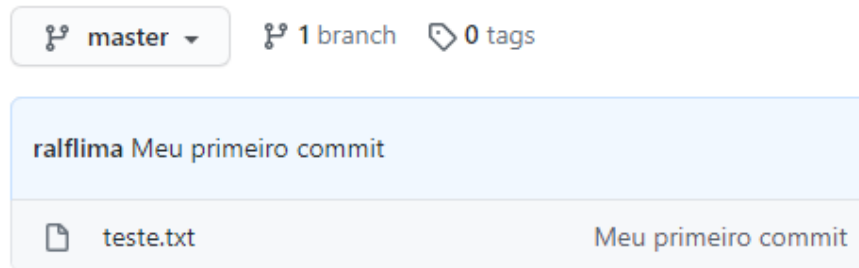 master 1 branch 0 tags
ralflima Meu primeiro commit
teste.txt Meu primeiro commit